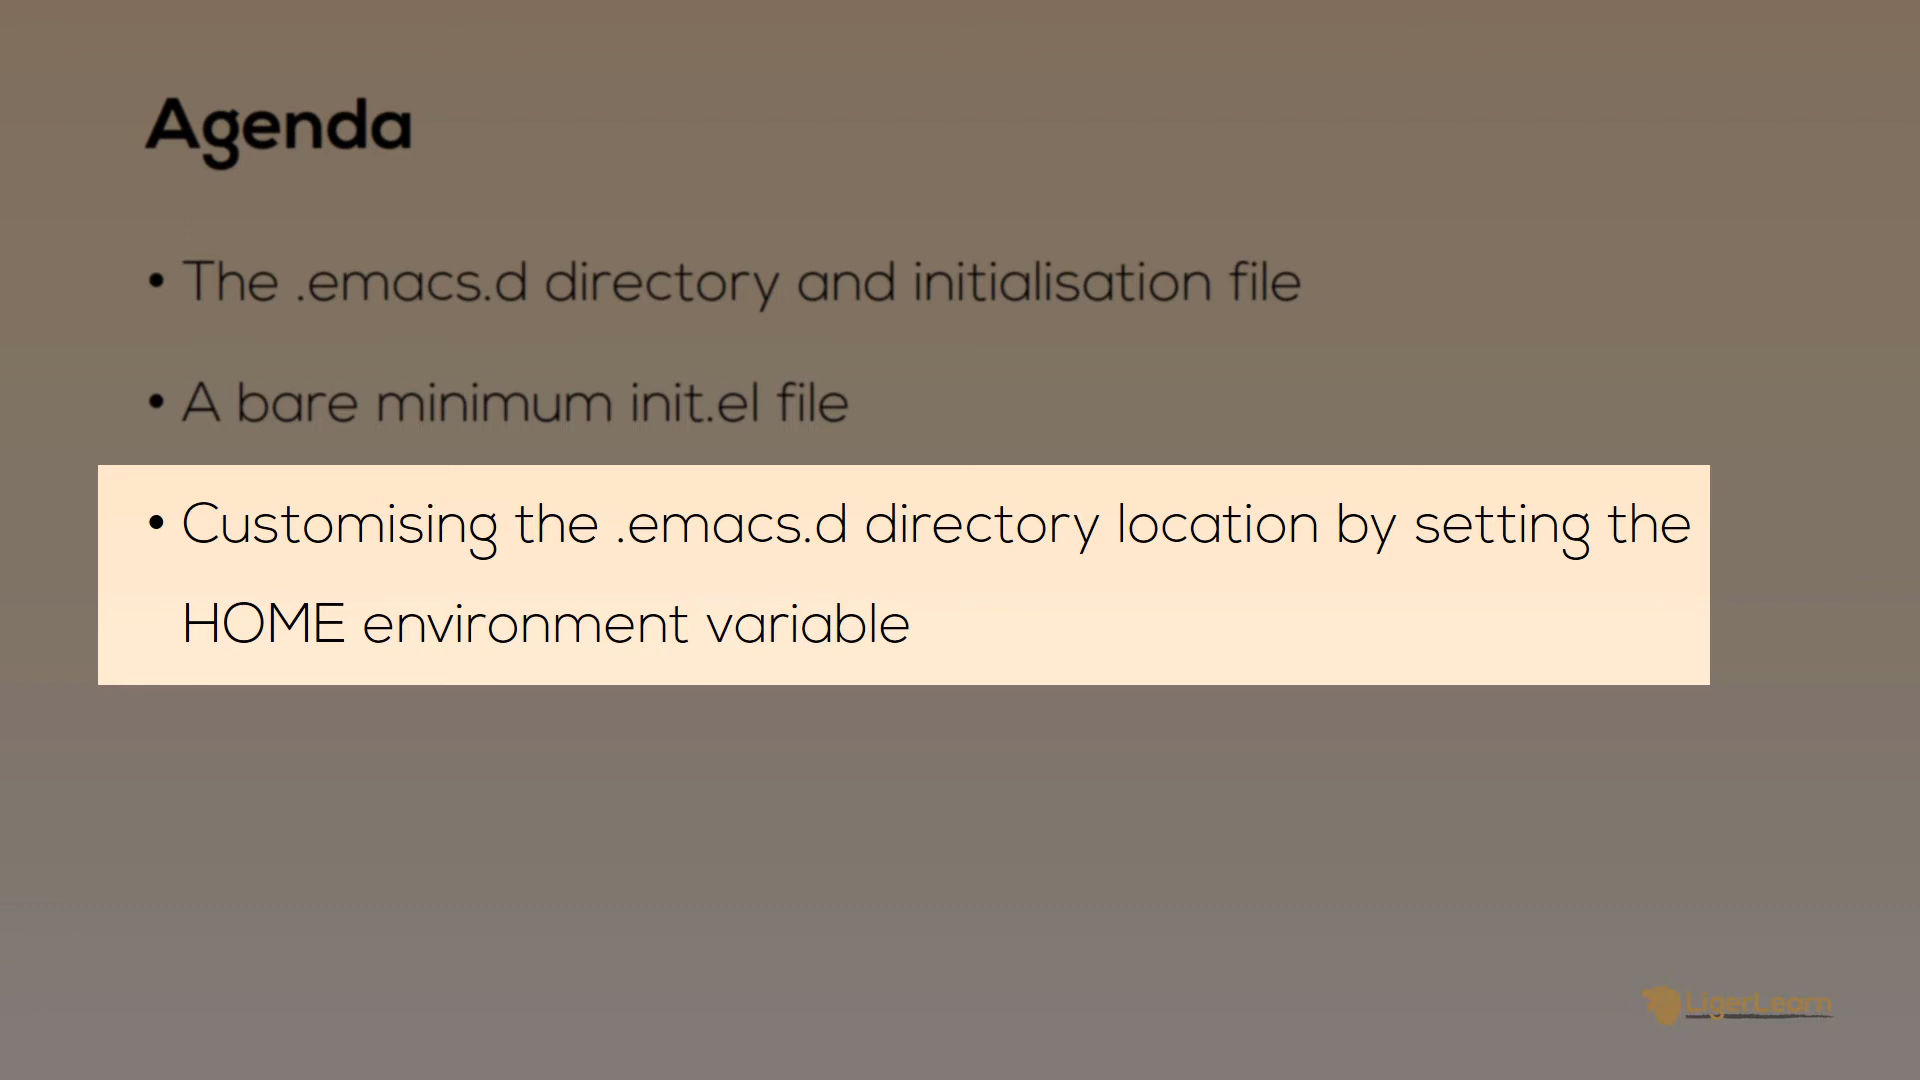 Agenda
• The .emacs.d directory and initialisation file
• A bare minimum init.el file
• Customising the .emacs.d directory location by setting the
HOME environment variable
LigerLearn